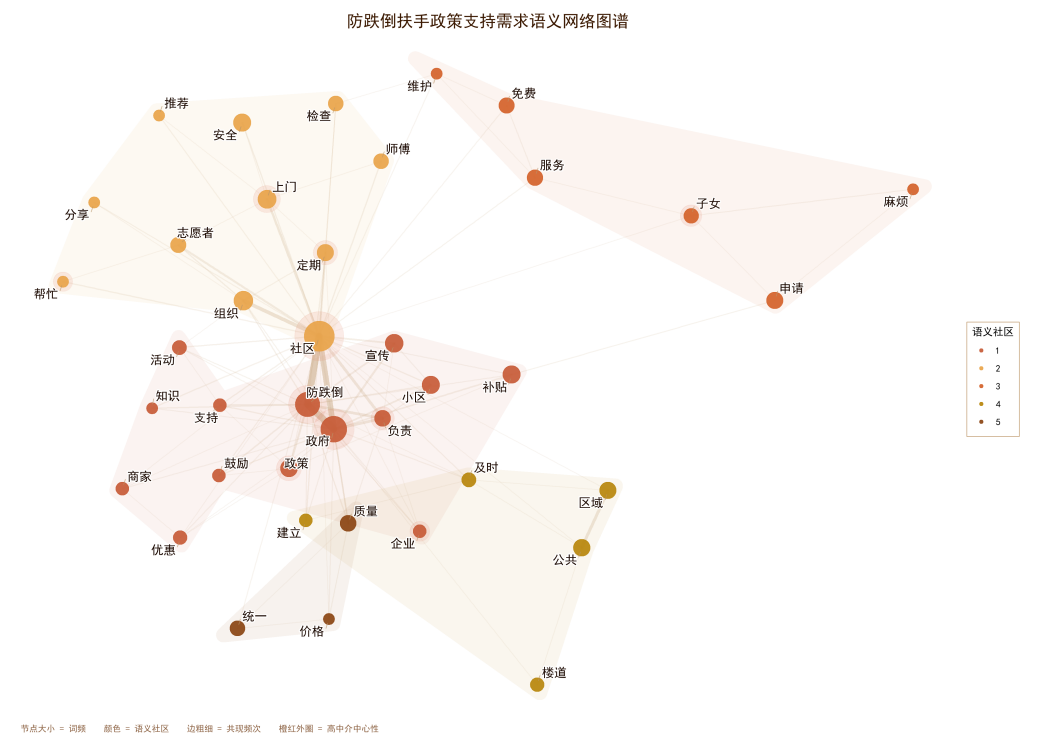 防跌倒扶手政策支持需求语义网络图谱
维护
免费
推荐
检查
安全
师傅
服务
上门
麻烦
子女
分享
志愿者
定期
帮忙
申请
组织
语义社区
1
2
3
4
5
社区
宣传
活动
补贴
防跌倒
知识
小区
支持
负责
政府
鼓励
政策
及时
商家
区域
质量
建立
企业
优惠
公共
统一
价格
楼道
节点大小 = 词频 颜色 = 语义社区 边粗细 = 共现频次 橙红外圈 = 高中介中心性